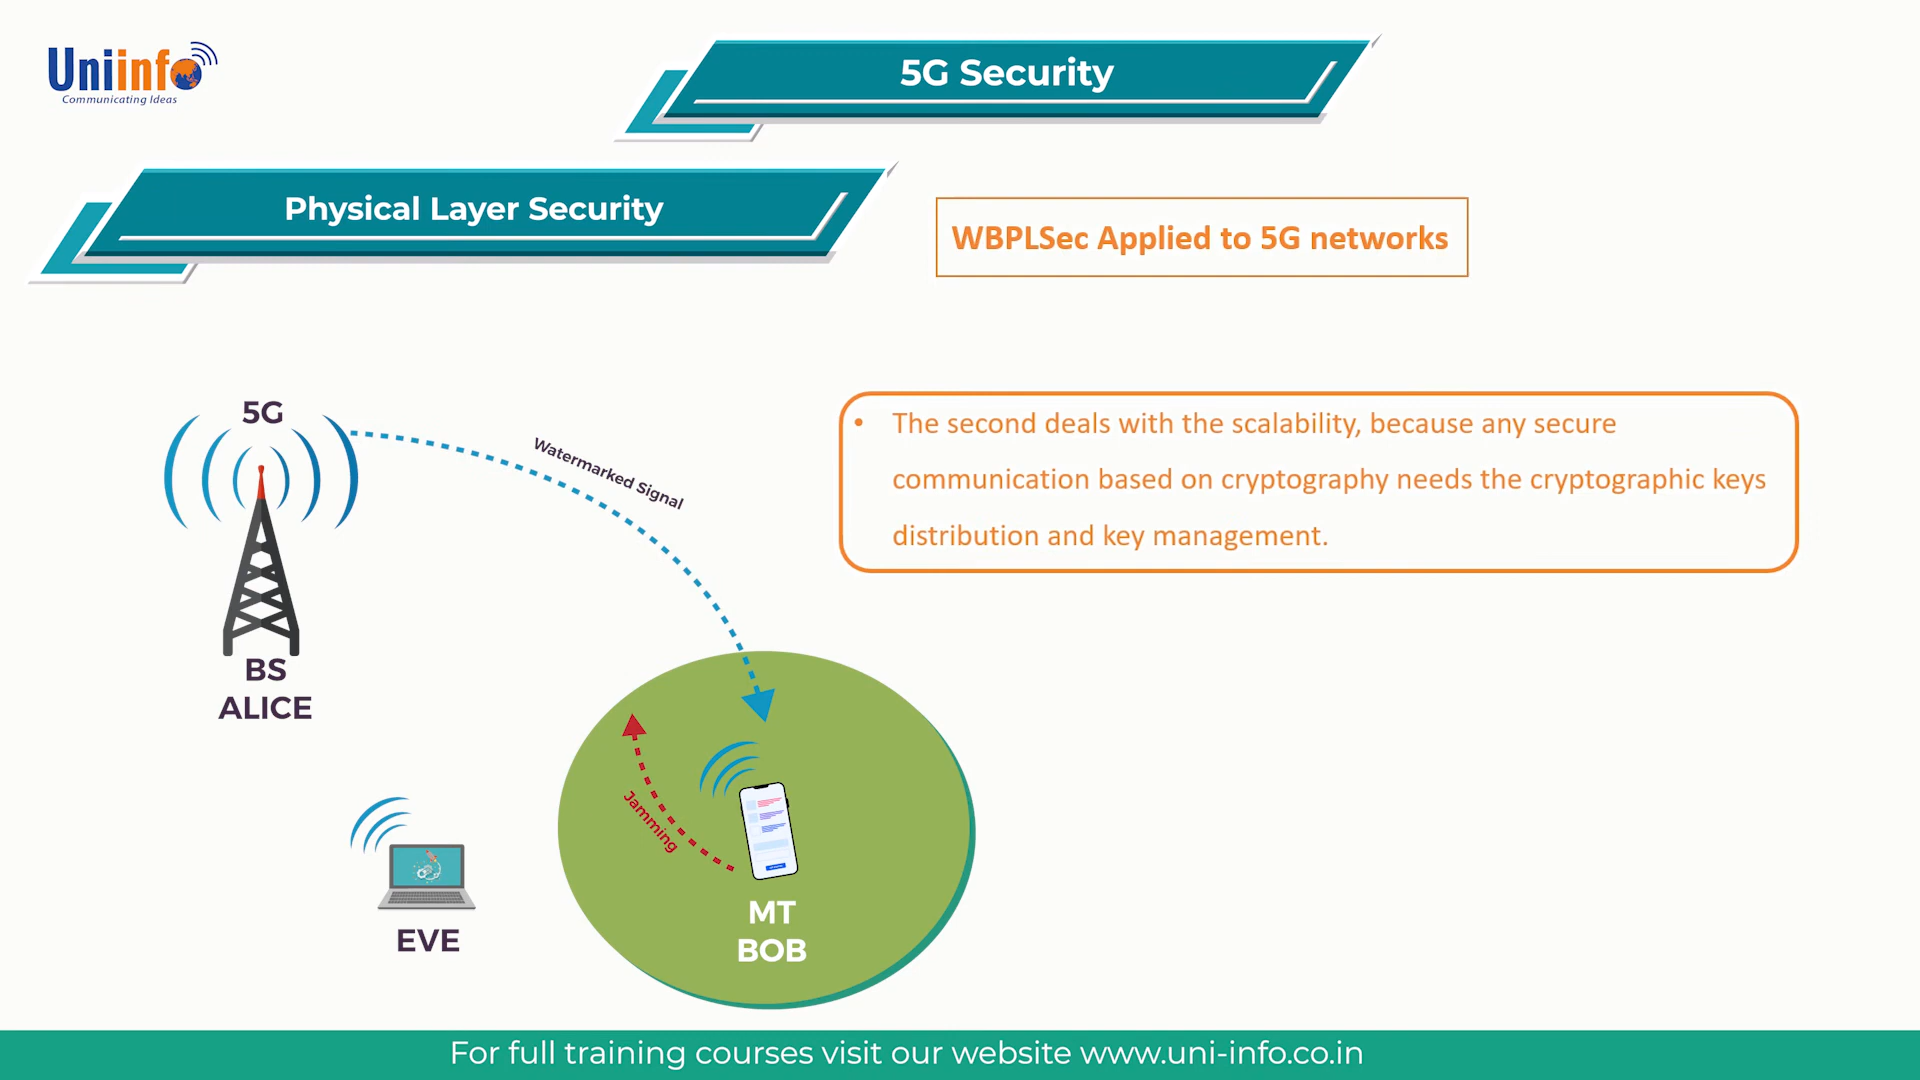 Uniinfo
Communicating Ideas
5G Security
Physical Layer Security
WBPLSec Applied to 5G networks
5G
Watermarked Signal
• The second deals with the scalability, because any secure
communication based on cryptography needs the cryptographic keys
distribution and key management.
BS
ALICE
Jamming
EVE
MT
BOB
For full training courses visit our website www.uni-info.co.in